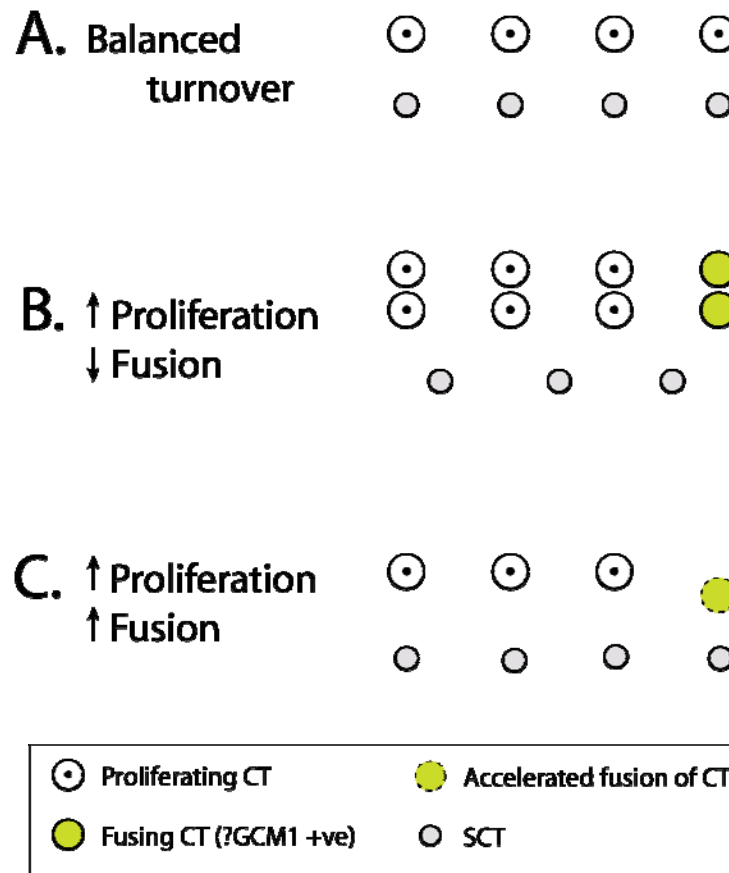 A. Balanced
turnover
B. ↑ Proliferation
↓ Fusion
C. ↑ Proliferation
↑ Fusion
Proliferating CT
Accelerated fusion of CT
Fusing CT (?GCM1 +ve)
SCT